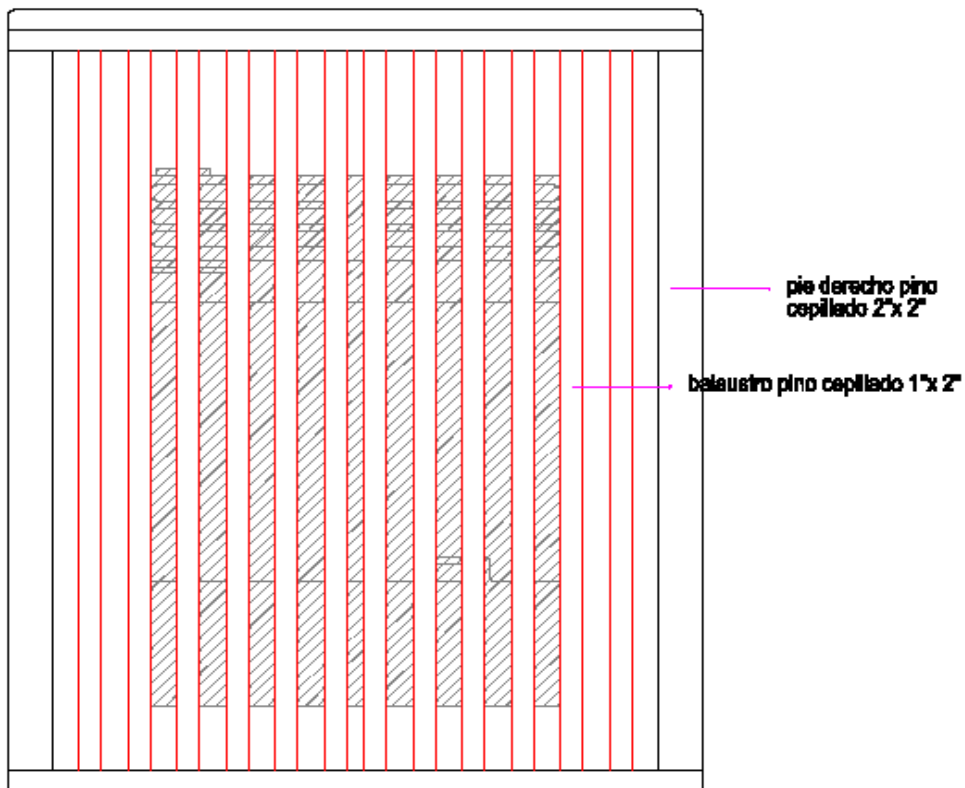 pie derecho pino
cepillado 2"x 2"
balaustro pino cepillado 1"x 2"